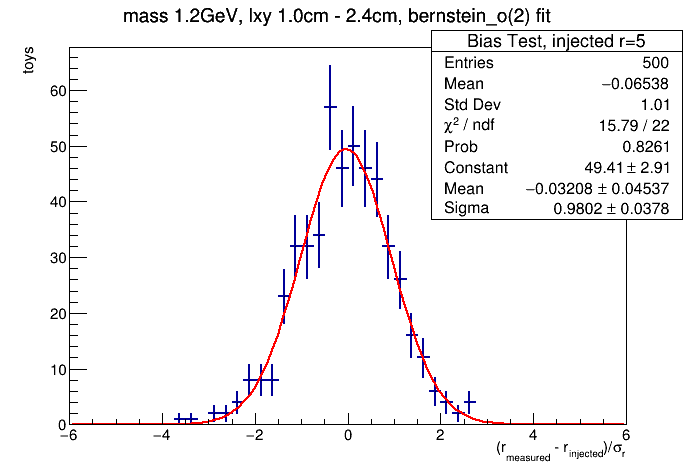 mass 1.2GeV, lxy 1.0cm - 2.4cm, bernstein_o(2) fit
Bias Test, injected r=5
Entries 500
Mean −0.06538
Std Dev 1.01
χ² / ndf 15.79 / 22
Prob 0.8261
Constant 49.41 ± 2.91
Mean −0.03208 ± 0.04537
Sigma 0.9802 ± 0.0378
toys
60
50
40
30
20
10
0
−6 −4 −2 0 2 4 6
(r_measured - r_injected)/σ_r